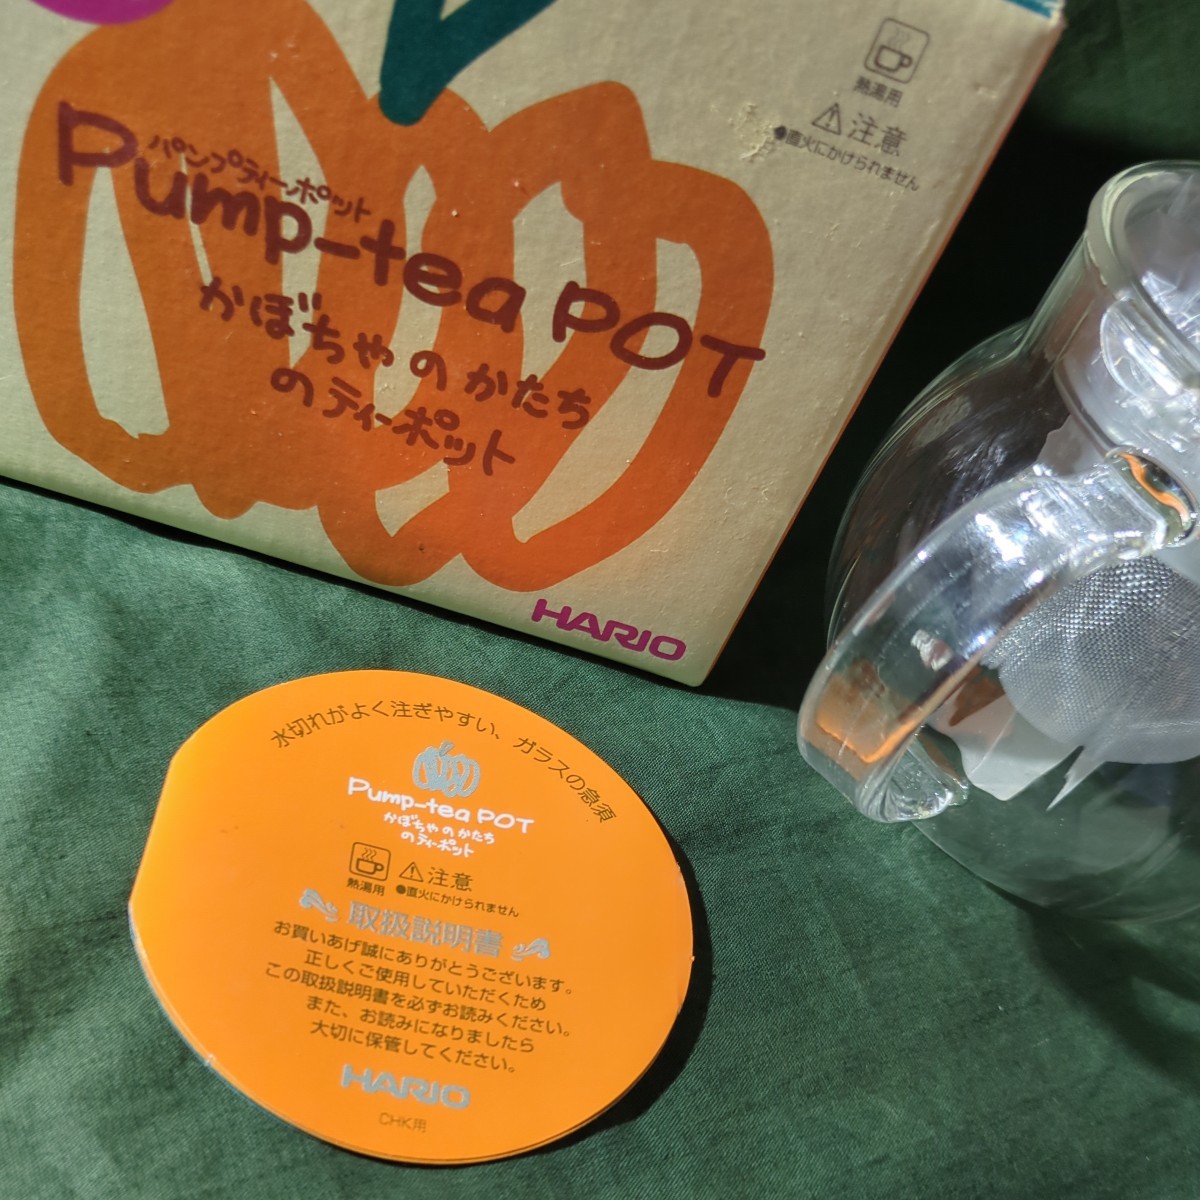 熱湯用
⚠注意
●直火にかけられません
パンプティーポット
Pump-tea POT
かぼちゃ の かたち
の ティーポット
HARIO
水切れがよく注ぎやすい、ガラスの急須
Pump-tea POT
かぼちゃ の かたち
の ティーポット
熱湯用
⚠注意
●直火にかけられません
取扱説明書
お買いあげ誠にありがとうございます。
正しくご使用していただくため
この取扱説明書を必ずお読みください。
また、お読みになりましたら
大切に保管してください。
HARIO
CHK用